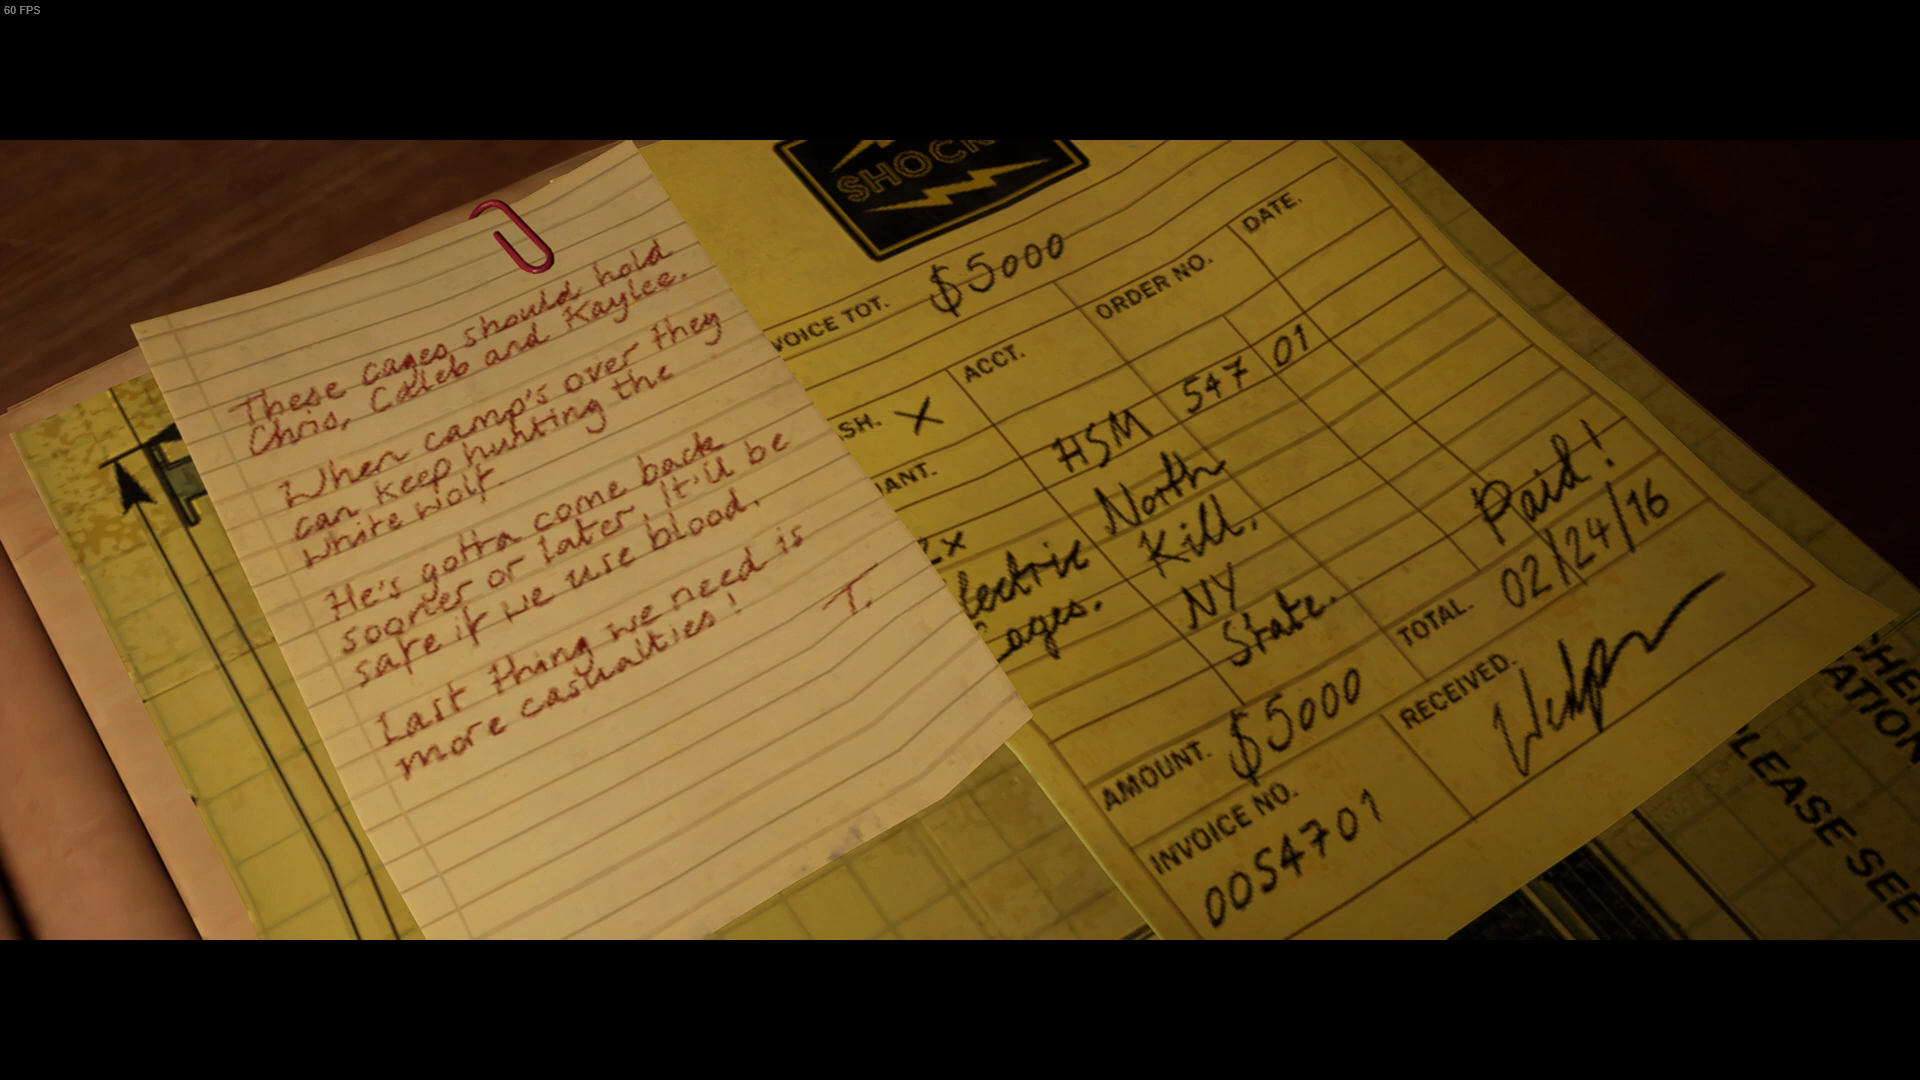 60 FPS
These cages should hold
Chris, Caleb and Kaylee.
When camp's over they
can keep hunting the
white wolf.
He's gotta come back
sooner or later, it'll be
safe if we use blood.
Last thing we need is
more casualties!
T.
SHOCK
VOICE TOT. $5000
ACCT.
ORDER NO.
DATE.
SH. X
HSM 547 01
ANT.
2x
lectric
cages.
North
Kill,
NY
State.
Paid!
TOTAL. 02/24/16
AMOUNT. $5000
RECEIVED.
INVOICE NO.
0054701
LEASE SEE